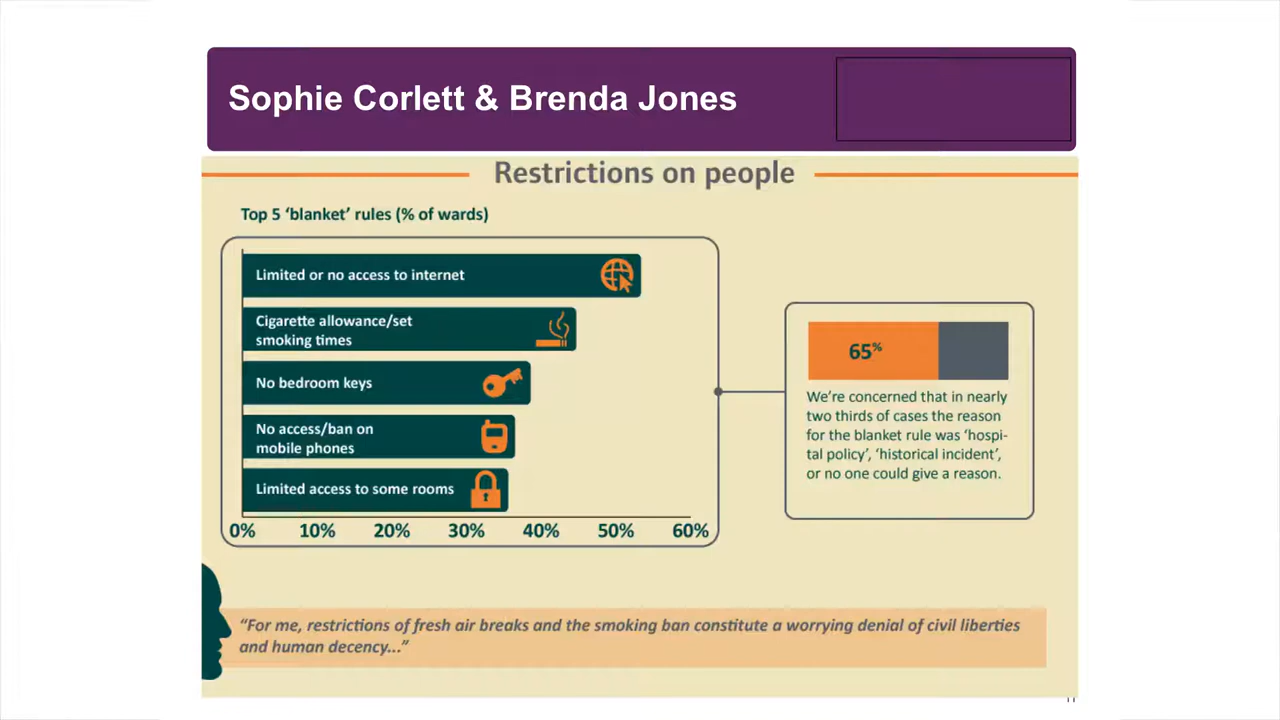 Sophie Corlett & Brenda Jones
Restrictions on people
Top 5 ‘blanket’ rules (% of wards)
Limited or no access to internet
Cigarette allowance/set
smoking times
No bedroom keys
No access/ban on
mobile phones
Limited access to some rooms
0% 10% 20% 30% 40% 50% 60%
65%
We’re concerned that in nearly
two thirds of cases the reason
for the blanket rule was ‘hospi-
tal policy’, ‘historical incident’,
or no one could give a reason.
“For me, restrictions of fresh air breaks and the smoking ban constitute a worrying denial of civil liberties
and human decency...”